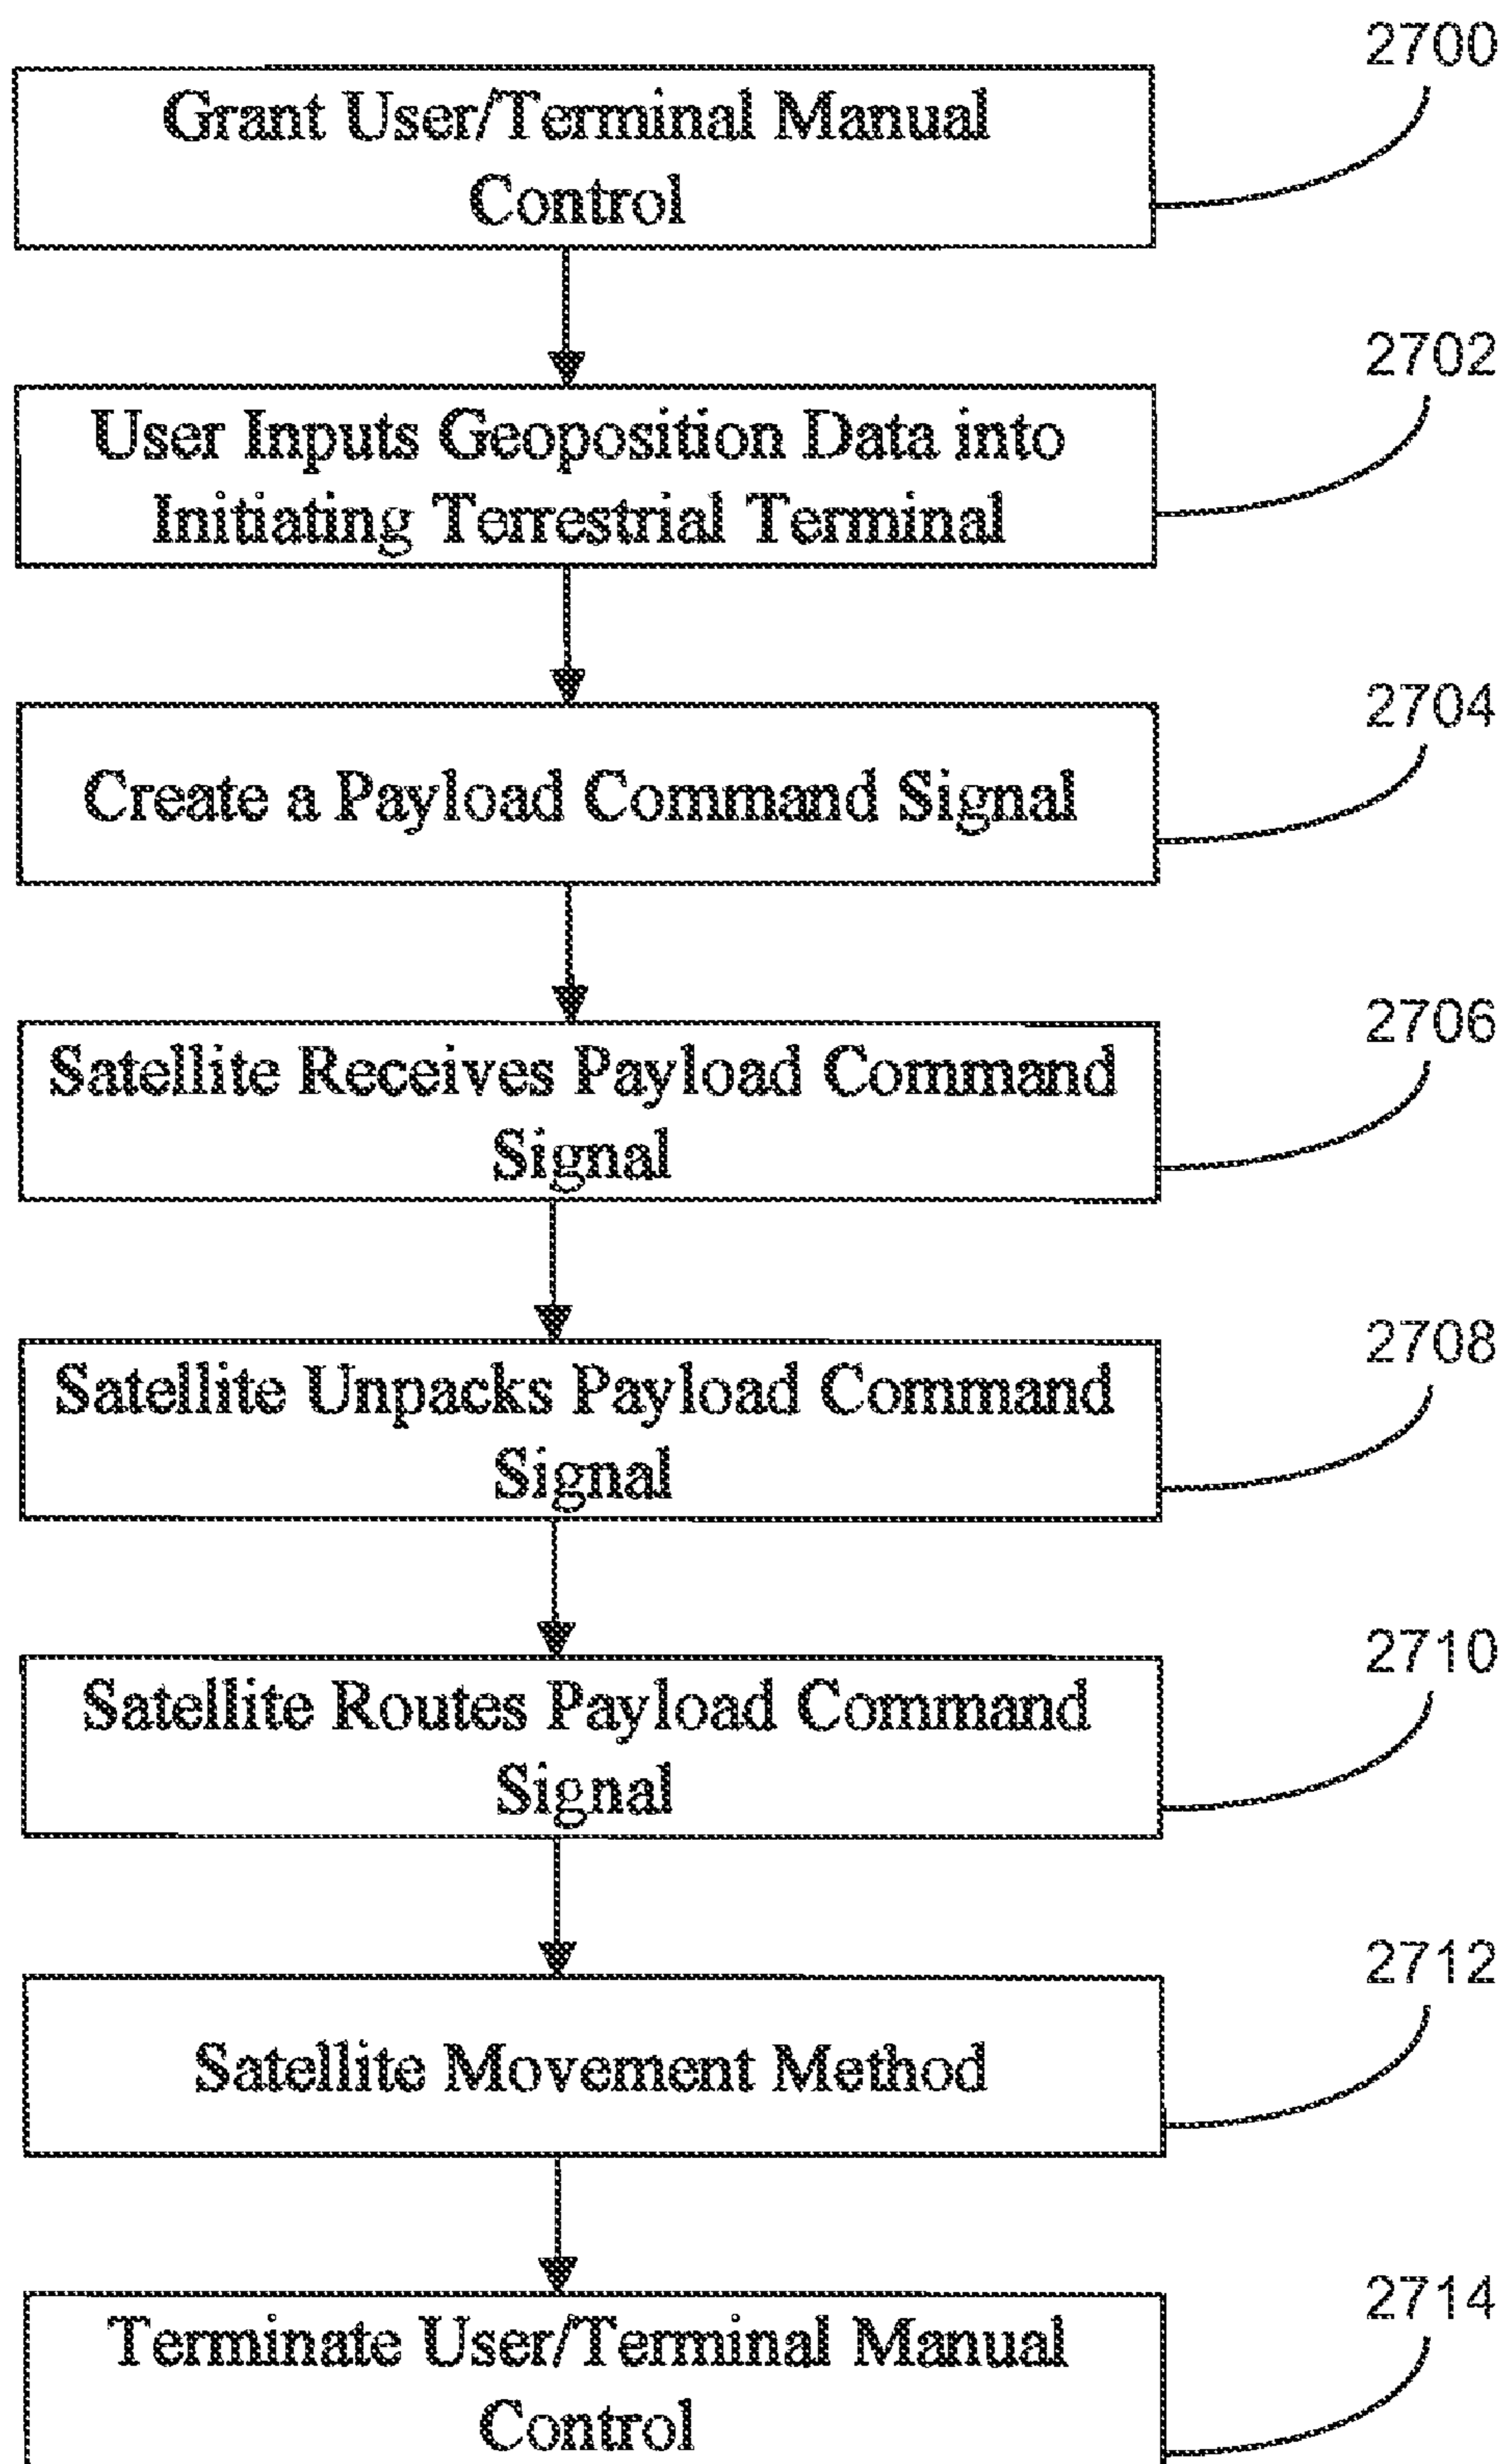 2700
Grant User/Terminal Manual
Control
2702
User Inputs Geoposition Data into
Initiating Terrestrial Terminal
2704
Create a Payload Command Signal
2706
Satellite Receives Payload Command
Signal
2708
Satellite Unpacks Payload Command
Signal
2710
Satellite Routes Payload Command
Signal
2712
Satellite Movement Method
2714
Terminate User/Terminal Manual
Control